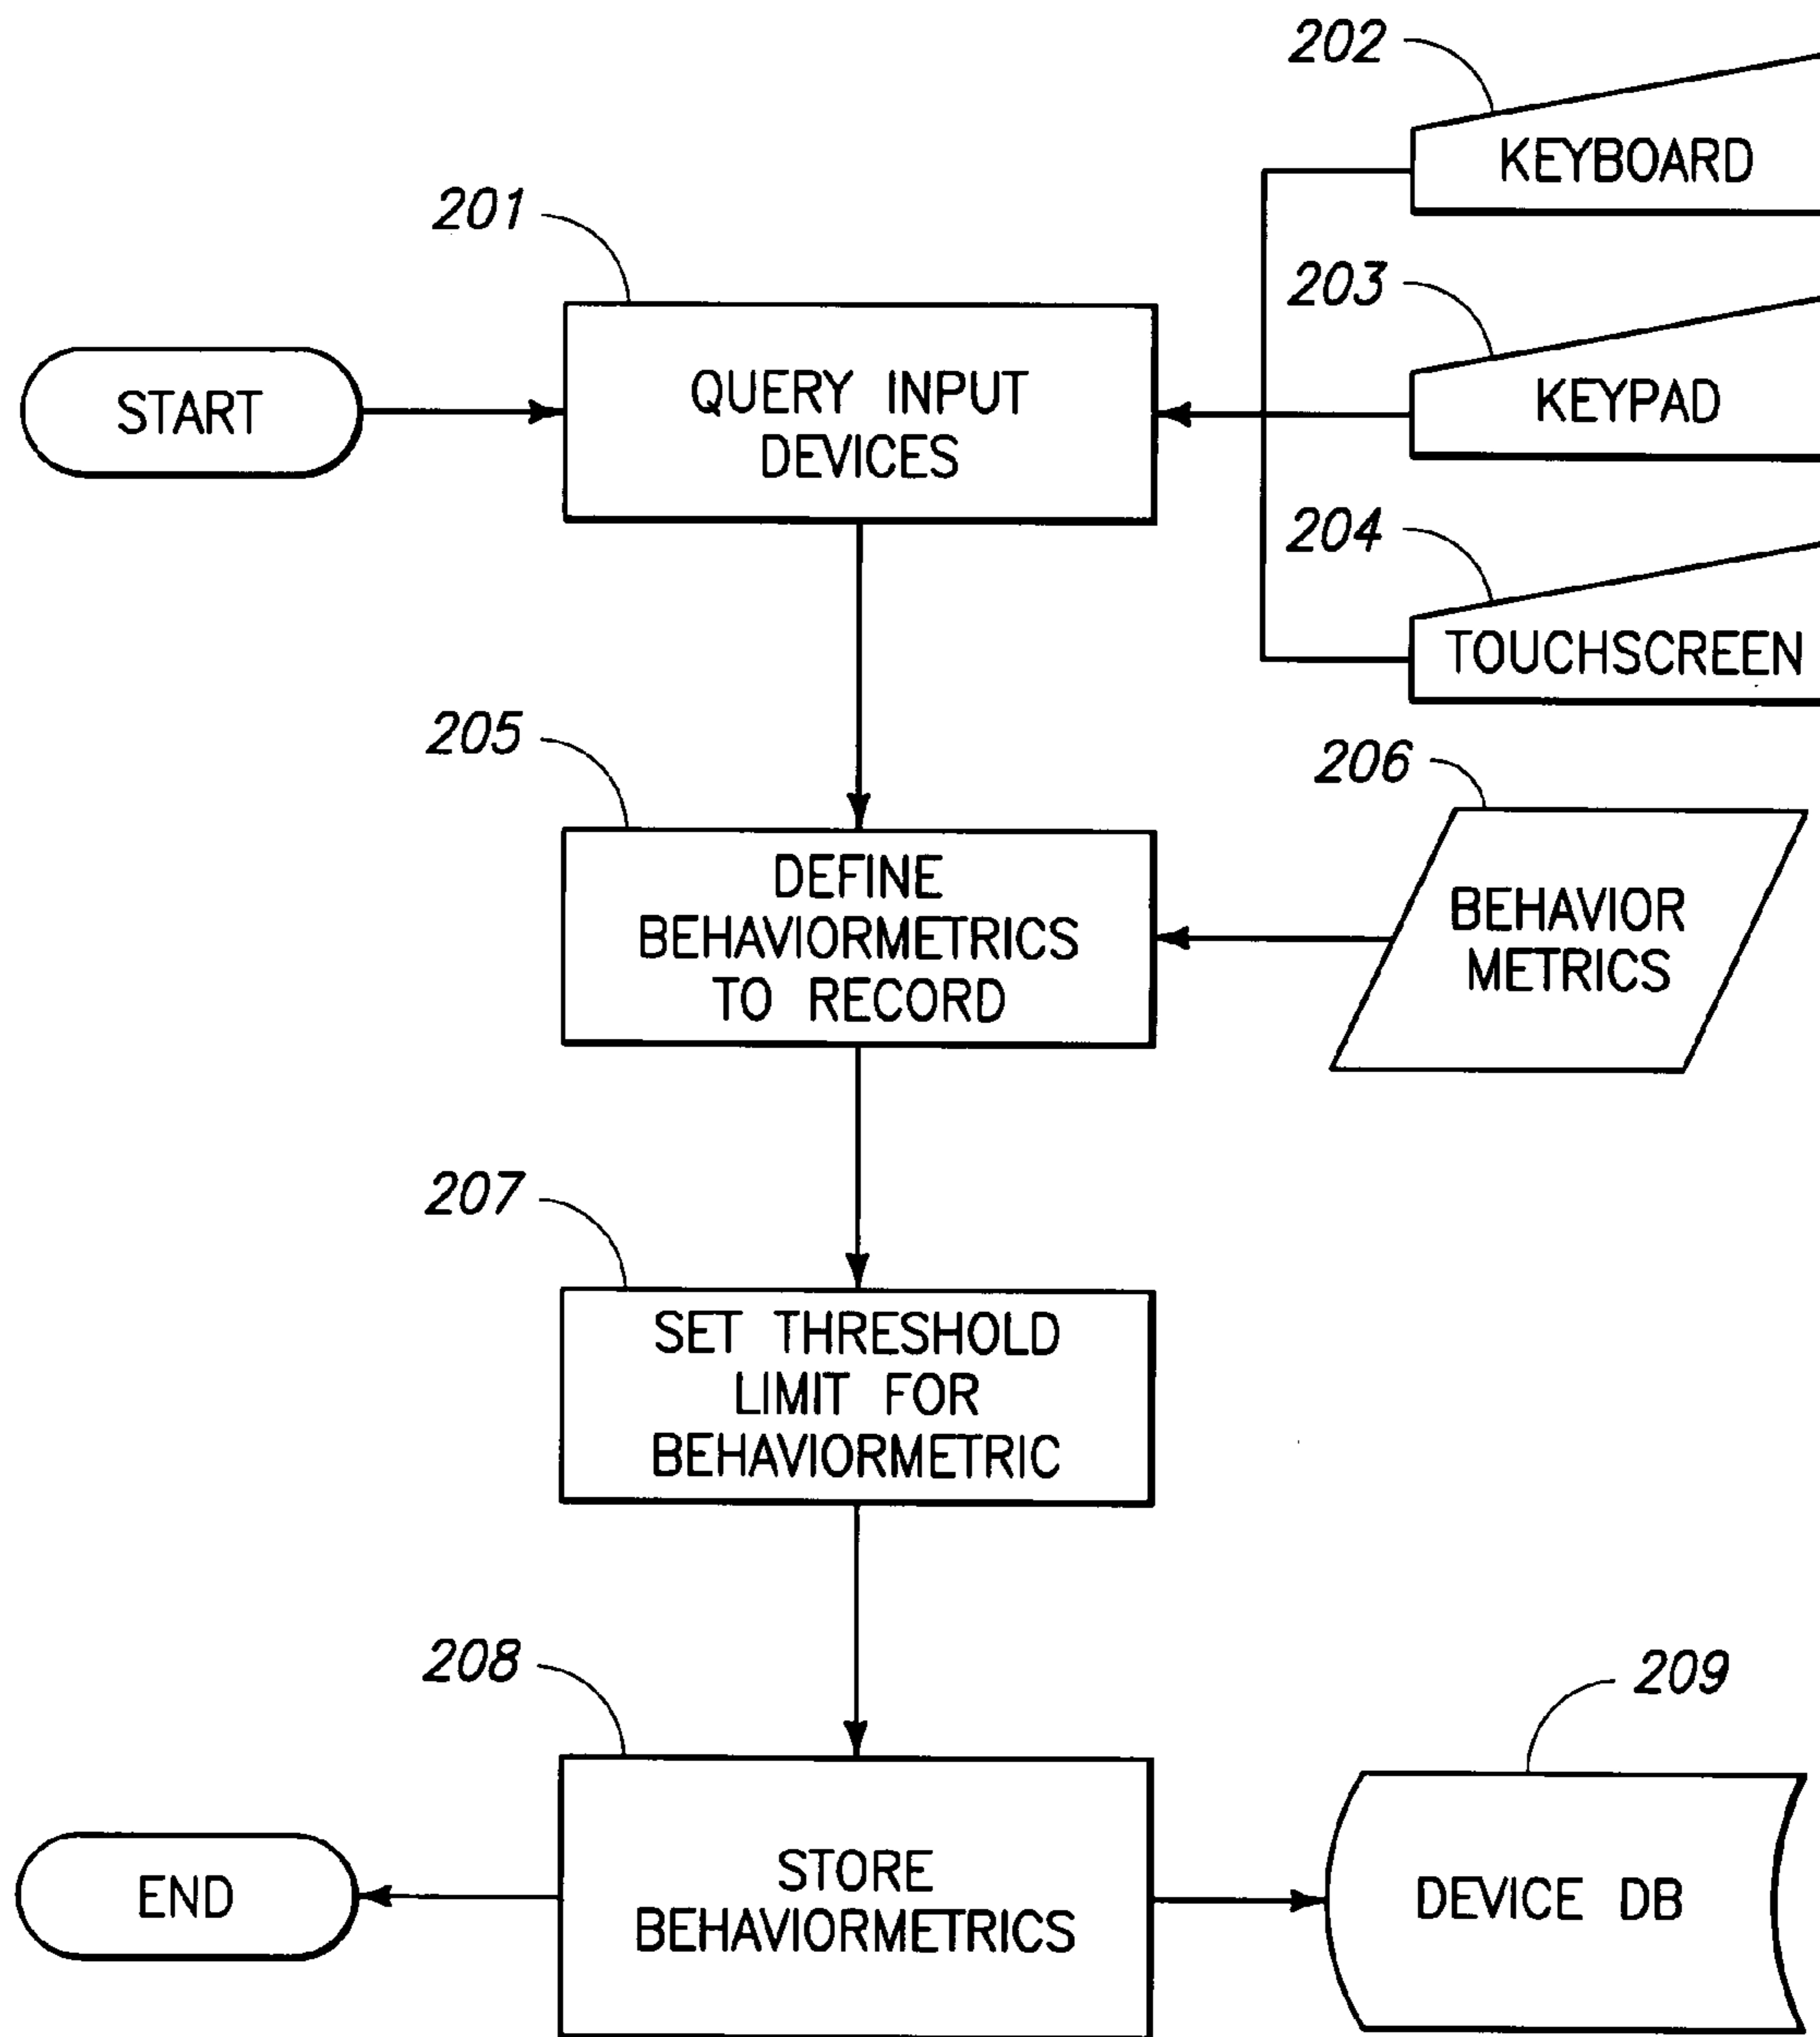 202
KEYBOARD
201
203
START
QUERY INPUT
DEVICES
KEYPAD
204
TOUCHSCREEN
205
206
DEFINE
BEHAVIORMETRICS
TO RECORD
BEHAVIOR
METRICS
207
SET THRESHOLD
LIMIT FOR
BEHAVIORMETRIC
208
209
END
STORE
BEHAVIORMETRICS
DEVICE DB